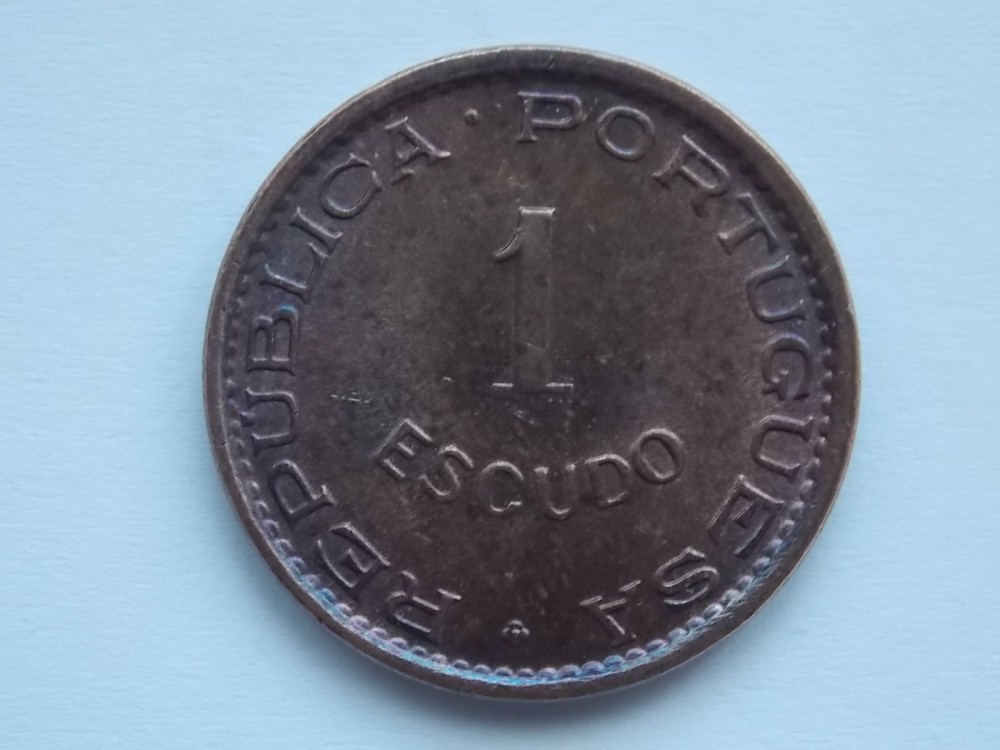 REPUBLICA · PORTUGUESA
1
ESCUDO